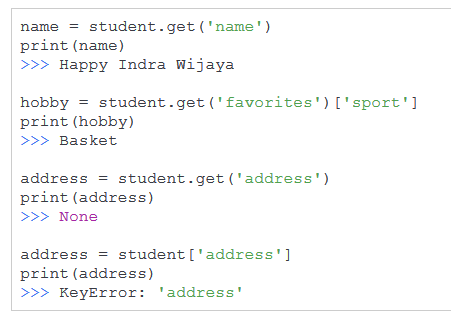 name = student.get('name')
print(name)
>>> Happy Indra Wijaya
hobby = student.get('favorites')['sport']
print(hobby)
>>> Basket
address = student.get('address')
print(address)
>>> None
address = student['address']
print(address)
>>> KeyError: 'address'